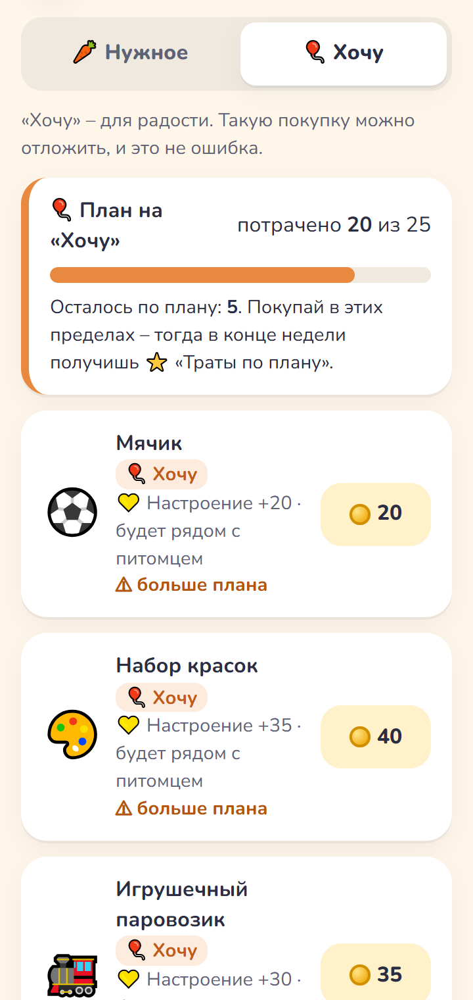 🥕 Нужное
🎈 Хочу
«Хочу» – для радости. Такую покупку можно
отложить, и это не ошибка.
🎈 План на
«Хочу»
потрачено 20 из 25
Осталось по плану: 5. Покупай в этих
пределах – тогда в конце недели
получишь ⭐ «Траты по плану».
Мячик
🎈 Хочу
💛 Настроение +20 ·
будет рядом с
питомцем
⚠ больше плана
20
Набор красок
🎈 Хочу
💛 Настроение +35 ·
будет рядом с
питомцем
⚠ больше плана
40
Игрушечный
паровозик
🎈 Хочу
💛 Настроение +30 ·
35